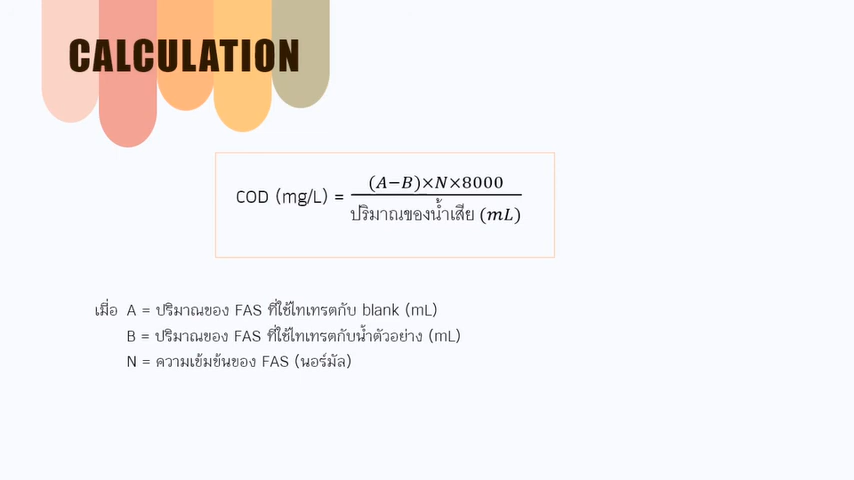 CALCULATION
COD (mg/L) = (A−B)×N×8000
ปริมาณของน้ำเสีย (mL)
เมื่อ A = ปริมาณของ FAS ที่ใช้ไทเทรตกับ blank (mL)
B = ปริมาณของ FAS ที่ใช้ไทเทรตกับน้ำตัวอย่าง (mL)
N = ความเข้มข้นของ FAS (นอร์มัล)